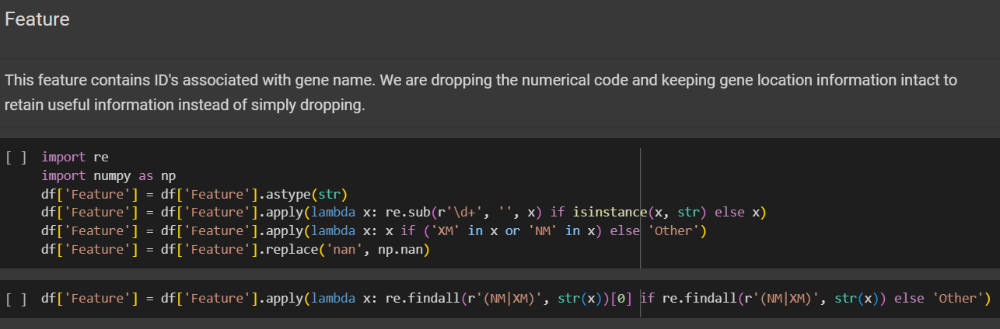 Feature
This feature contains ID's associated with gene name. We are dropping the numerical code and keeping gene location information intact to
retain useful information instead of simply dropping.
[ ] import re
import numpy as np
df['Feature'] = df['Feature'].astype(str)
df['Feature'] = df['Feature'].apply(lambda x: re.sub(r'\d+', '', x) if isinstance(x, str) else x)
df['Feature'] = df['Feature'].apply(lambda x: x if ('XM' in x or 'NM' in x) else 'Other')
df['Feature'] = df['Feature'].replace('nan', np.nan)
[ ] df['Feature'] = df['Feature'].apply(lambda x: re.findall(r'(NM|XM)', str(x))[0] if re.findall(r'(NM|XM)', str(x)) else 'Other')